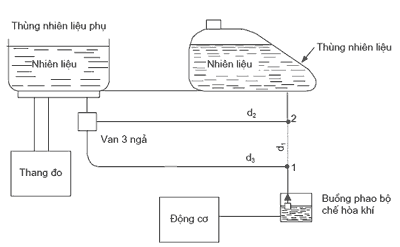 Thùng nhiên liệu phụ
Nhiên liệu
Nhiên liệu
Thùng nhiên liệu
d2
2
Van 3 ngả
d1
d3
1
Thang đo
Động cơ
Buồng phao bộ
chế hòa khí